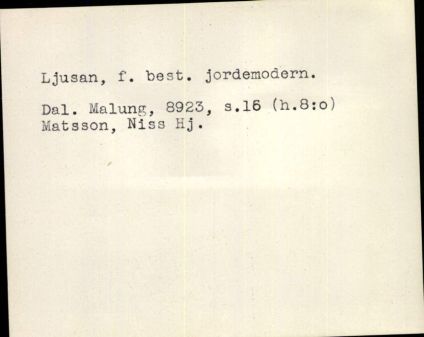 Ljusan, f. best. jordemodern.
Dal. Malung, 8923, s.16 (h.8:o)
Matsson, Niss Hj.